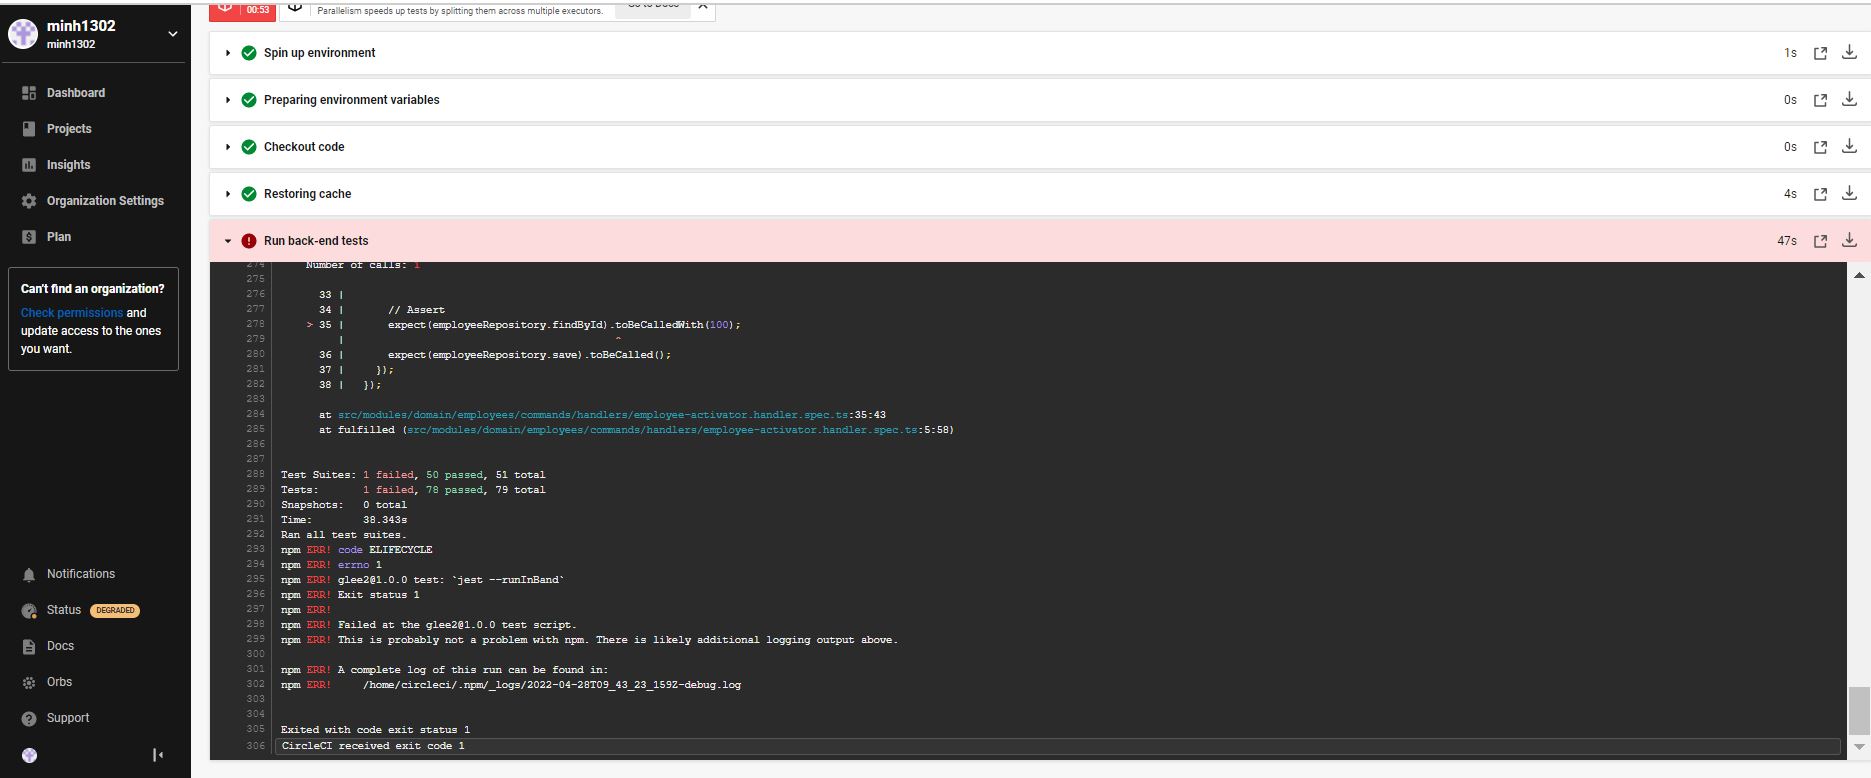 minh1302
minh1302
Dashboard
Projects
Insights
Organization Settings
Plan
Can't find an organization?
Check permissions and
update access to the ones
you want.
Notifications
Status DEGRADED
Docs
Orbs
Support
00:53
Parallelism speeds up tests by splitting them across multiple executors.
Go to Docs
Spin up environment 1s
Preparing environment variables 0s
Checkout code 0s
Restoring cache 4s
Run back-end tests 47s
274 Number of calls: 1
275
276 33 |
277 34 | // Assert
278 > 35 | expect(employeeRepository.findById).toBeCalledWith(100);
279 | ^
280 36 | expect(employeeRepository.save).toBeCalled();
281 37 | });
282 38 | });
283
284 at src/modules/domain/employees/commands/handlers/employee-activator.handler.spec.ts:35:43
285 at fulfilled (src/modules/domain/employees/commands/handlers/employee-activator.handler.spec.ts:5:58)
286
287
288 Test Suites: 1 failed, 50 passed, 51 total
289 Tests: 1 failed, 78 passed, 79 total
290 Snapshots: 0 total
291 Time: 38.343s
292 Ran all test suites.
293 npm ERR! code ELIFECYCLE
294 npm ERR! errno 1
295 npm ERR! glee2@1.0.0 test: `jest --runInBand`
296 npm ERR! Exit status 1
297 npm ERR!
298 npm ERR! Failed at the glee2@1.0.0 test script.
299 npm ERR! This is probably not a problem with npm. There is likely additional logging output above.
300
301 npm ERR! A complete log of this run can be found in:
302 npm ERR! /home/circleci/.npm/_logs/2022-04-28T09_43_23_159Z-debug.log
303
304
305 Exited with code exit status 1
306 CircleCI received exit code 1